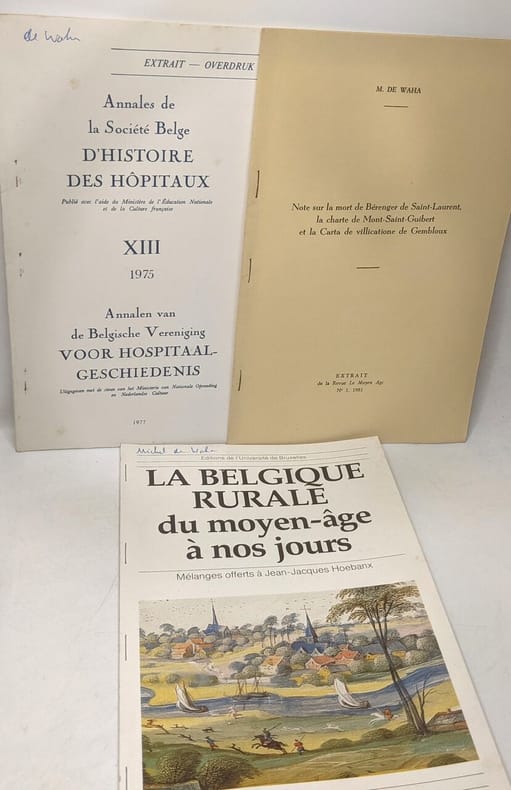 de Waha
EXTRAIT — OVERDRUK
Annales de
la Société Belge
D'HISTOIRE
DES HÔPITAUX
Publié avec l'aide du Ministère de l'Éducation Nationale
et de la Culture française
XIII
1975
Annalen van
de Belgische Vereniging
VOOR HOSPITAAL-
GESCHIEDENIS
Uitgegeven met de steun van het Ministerie van Nationale Opvoeding
en Nederlandse Cultuur
1977
M. DE WAHA
Note sur la mort de Bérenger de Saint-Laurent,
la charte de Mont-Saint-Guibert
et la Carta de villicatione de Gembloux
EXTRAIT
de la Revue Le Moyen Age
N° 1, 1981
Michel de Waha
Editions de l'Université de Bruxelles
LA BELGIQUE
RURALE
du moyen-âge
à nos jours
Mélanges offerts à Jean-Jacques Hoebanx